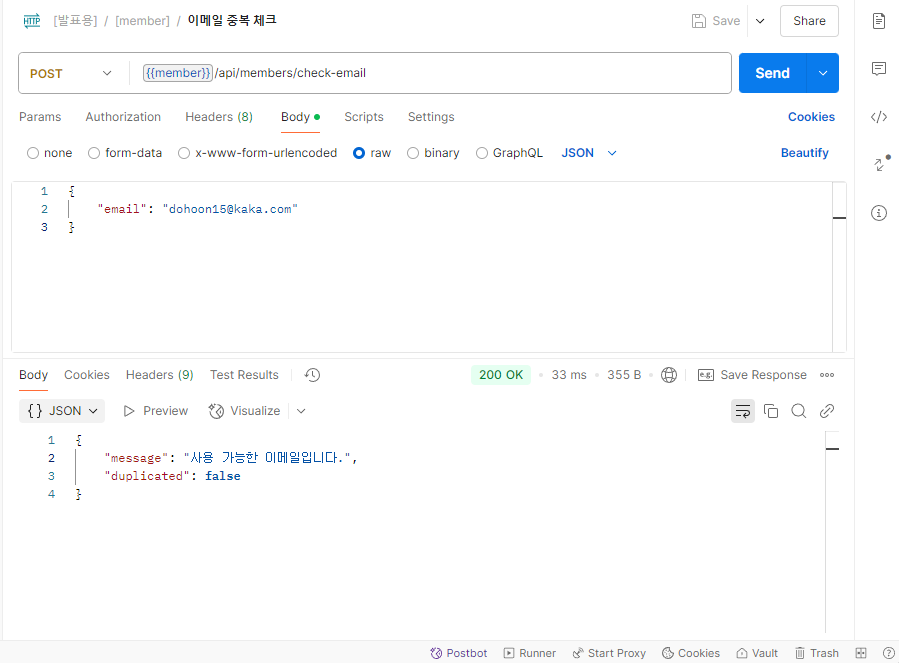 HTTP [발표용] / [member] / 이메일 중복 체크 Save Share
POST {{member}}/api/members/check-email Send
Params Authorization Headers (8) Body Scripts Settings Cookies
none form-data x-www-form-urlencoded raw binary GraphQL JSON Beautify
1 {
2 "email": "dohoon15@kaka.com"
3 }
Body Cookies Headers (9) Test Results 200 OK 33 ms 355 B e.g. Save Response
{} JSON Preview Visualize
1 {
2 "message": "사용 가능한 이메일입니다.",
3 "duplicated": false
4 }
Postbot Runner Start Proxy Cookies Vault Trash